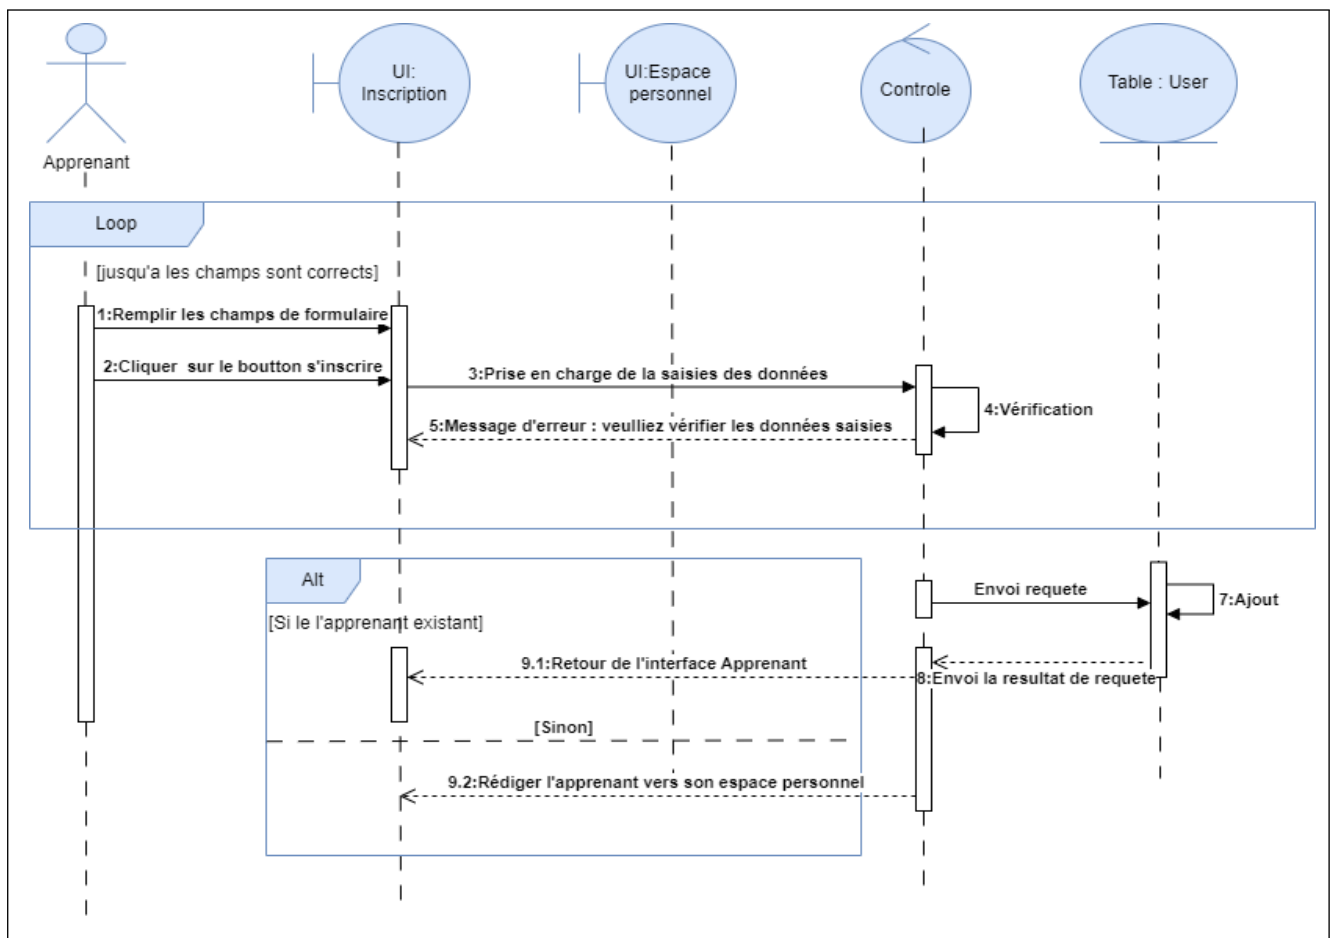 UI:
Inscription
UI:Espace
personnel
Controle
Table : User
Apprenant
Loop
[jusqu'a les champs sont corrects]
1:Remplir les champs de formulaire
2:Cliquer  sur le boutton s'inscrire
3:Prise en charge de la saisies des données
4:Vérification
5:Message d'erreur : veulliez vérifier les données saisies
Alt
Envoi requete
7:Ajout
[Si le l'apprenant existant]
9.1:Retour de l'interface Apprenant
8:Envoi la resultat de requete
[Sinon]
9.2:Rédiger l'apprenant vers son espace personnel